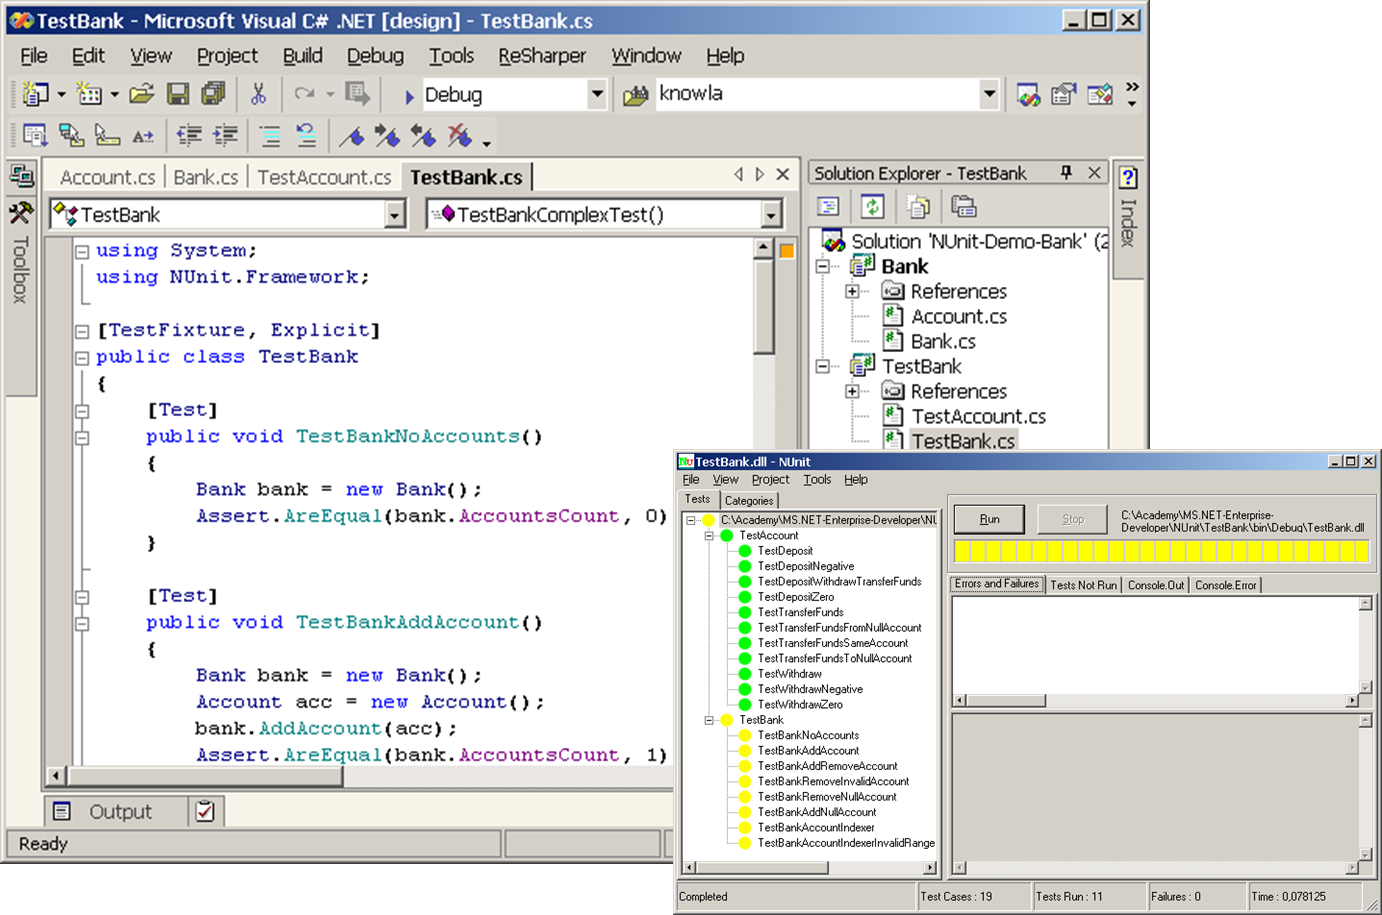 TestBank - Microsoft Visual C# .NET [design] - TestBank.cs
File Edit View Project Build Debug Tools ReSharper Window Help
Debug knowla
Account.cs Bank.cs TestAccount.cs TestBank.cs
TestBank TestBankComplexTest()
Toolbox
using System;
using NUnit.Framework;
[TestFixture, Explicit]
public class TestBank
{
[Test]
public void TestBankNoAccounts()
{
Bank bank = new Bank();
Assert.AreEqual(bank.AccountsCount, 0)
}
[Test]
public void TestBankAddAccount()
{
Bank bank = new Bank();
Account acc = new Account();
bank.AddAccount(acc);
Assert.AreEqual(bank.AccountsCount, 1)
Output
Ready
Solution Explorer - TestBank
Index
Solution 'NUnit-Demo-Bank' (2
Bank
References
Account.cs
Bank.cs
TestBank
References
TestAccount.cs
TestBank.cs
TestBank.dll - NUnit
File View Project Tools Help
Tests Categories
C:\Academy\MS.NET-Enterprise-Developer\NU
TestAccount
TestDeposit
TestDepositNegative
TestDepositWithdrawTransferFunds
TestDepositZero
TestTransferFunds
TestTransferFundsFromNullAccount
TestTransferFundsSameAccount
TestTransferFundsToNullAccount
TestWithdraw
TestWithdrawNegative
TestWithdrawZero
TestBank
TestBankNoAccounts
TestBankAddAccount
TestBankAddRemoveAccount
TestBankRemoveInvalidAccount
TestBankRemoveNullAccount
TestBankAddNullAccount
TestBankAccountIndexer
TestBankAccountIndexerInvalidRange
Run Stop
C:\Academy\MS.NET-Enterprise-
Developer\NUnit\TestBank\bin\Debug\TestBank.dll
Errors and Failures Tests Not Run Console.Out Console.Error
Completed Test Cases : 19 Tests Run : 11 Failures : 0 Time : 0,078125